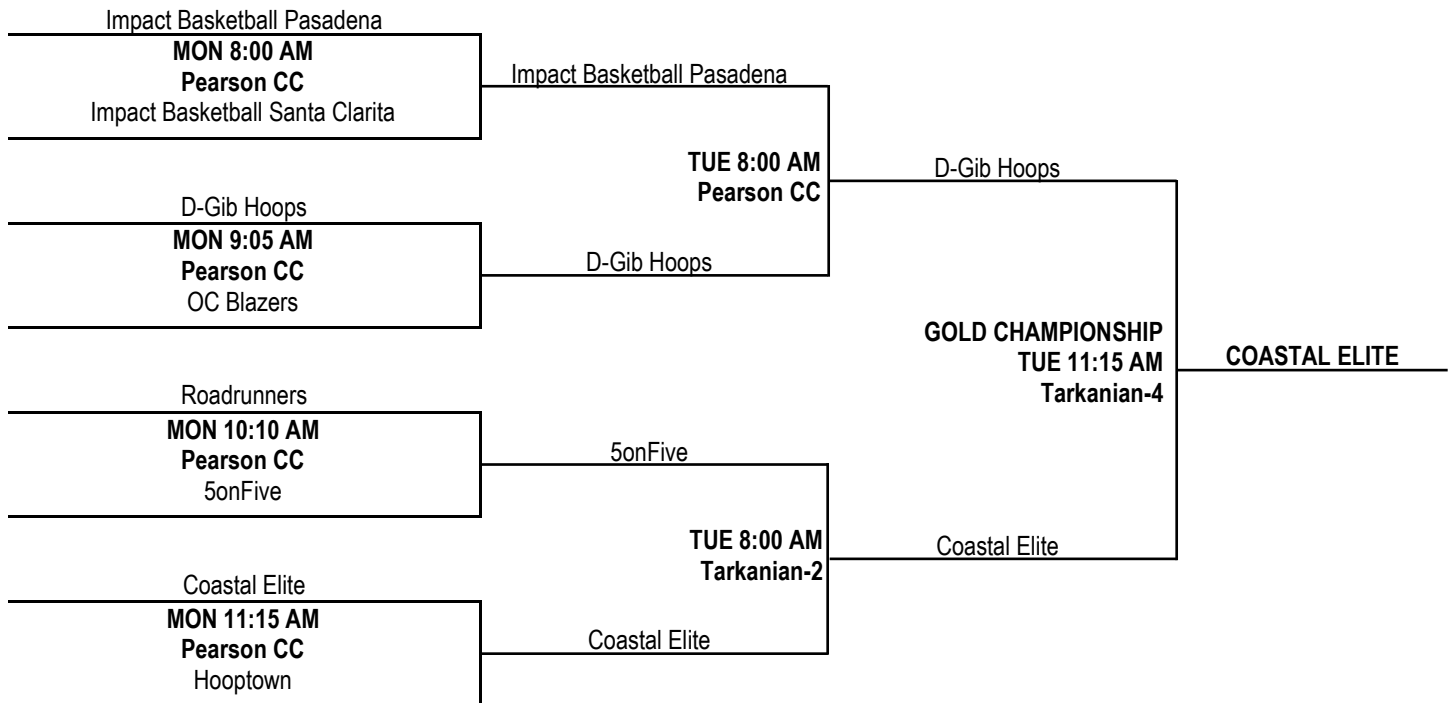 Impact Basketball Pasadena
MON 8:00 AM
Pearson CC
Impact Basketball Santa Clarita
D-Gib Hoops
MON 9:05 AM
Pearson CC
OC Blazers
Roadrunners
MON 10:10 AM
Pearson CC
5onFive
Coastal Elite
MON 11:15 AM
Pearson CC
Hooptown
Impact Basketball Pasadena
TUE 8:00 AM
Pearson CC
D-Gib Hoops
5onFive
TUE 8:00 AM
Tarkanian-2
Coastal Elite
D-Gib Hoops
GOLD CHAMPIONSHIP
TUE 11:15 AM
Tarkanian-4
Coastal Elite
COASTAL ELITE